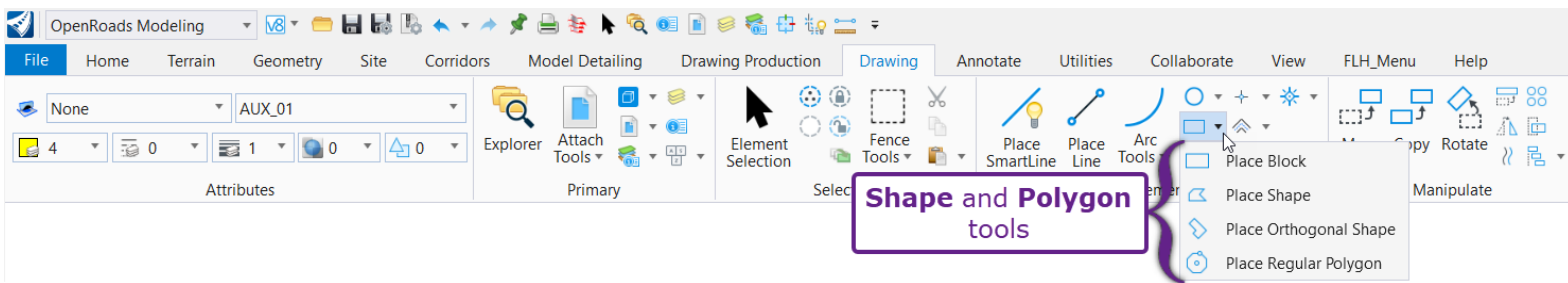 OpenRoads Modeling V8
File Home Terrain Geometry Site Corridors Model Detailing Drawing Production Drawing Annotate Utilities Collaborate View FLH_Menu Help
None AUX_01
4 0 1 0 0
Attributes
Explorer Attach Tools
Primary
Element Selection
Fence Tools
Selec
Place SmartLine
Place Line
Arc Tools
Rotate
Manipulate
Shape and Polygon
tools
Place Block
Place Shape
Place Orthogonal Shape
Place Regular Polygon